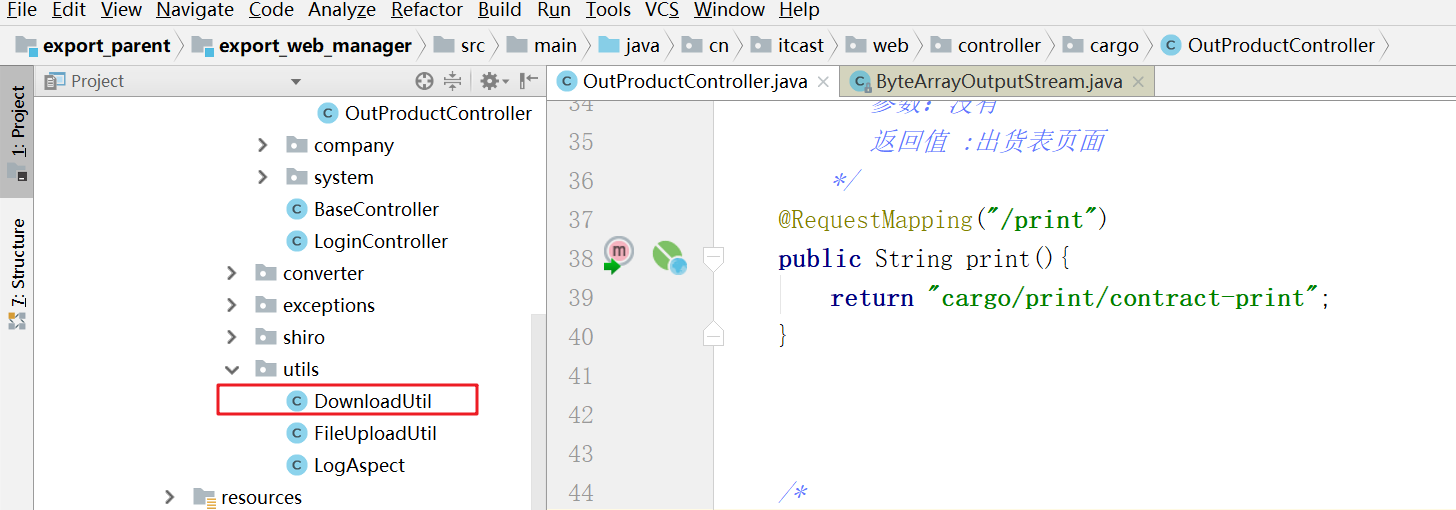 File Edit View Navigate Code Analyze Refactor Build Run Tools VCS Window Help
export_parent export_web_manager src main java cn itcast web controller cargo OutProductController
1: Project
7: Structure
Project
OutProductController
company
system
BaseController
LoginController
converter
exceptions
shiro
utils
DownloadUtil
FileUploadUtil
LogAspect
resources
OutProductController.java ByteArrayOutputStream.java
34 参数: 没有
35 返回值 :出货表页面
36 */
37 @RequestMapping("/print")
38 public String print(){
39 return "cargo/print/contract-print";
40 }
41
42
43
44 /*